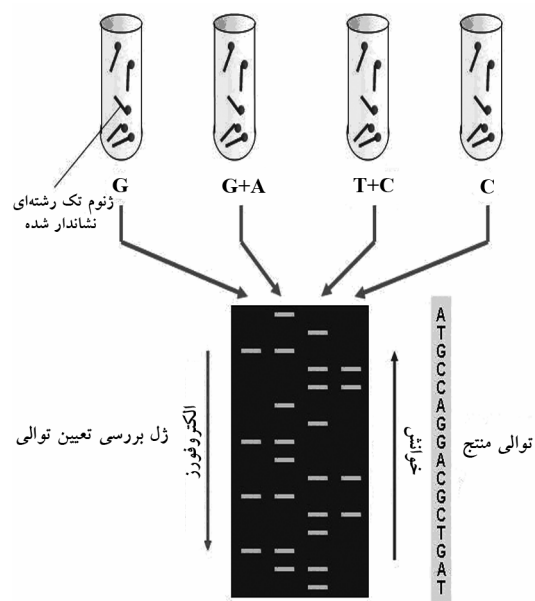 G
G+A
T+C
C
ژنوم تک رشته‌ای
نشاندار شده
ژل بررسی تعیین توالی
الکتروفورز
خوانش
توالی منتج
A
T
G
C
C
A
G
G
A
C
G
C
T
G
A
T